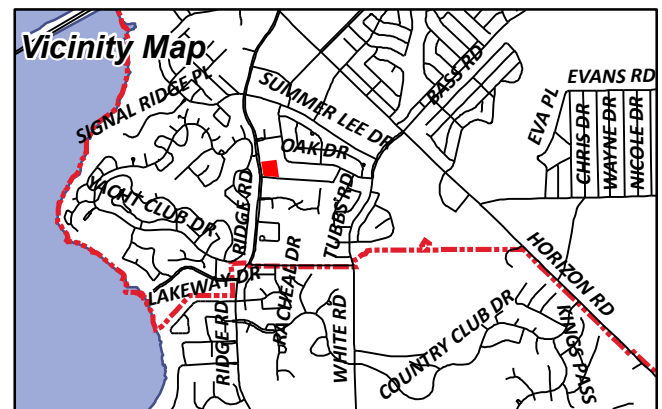 Vicinity Map
SIGNAL RIDGE PL
SUMMER LEE DR
BASS RD
EVANS RD
EVA PL
CHRIS DR
WAYNE DR
NICOLE DR
OAK DR
YACHT CLUB DR
RIDGE RD
TUBBS RD
LAKEWAY DR
RACHEAL DR
HORIZON RD
RIDGE RD
WHITE RD
COUNTRY CLUB DR
KINGS PASS